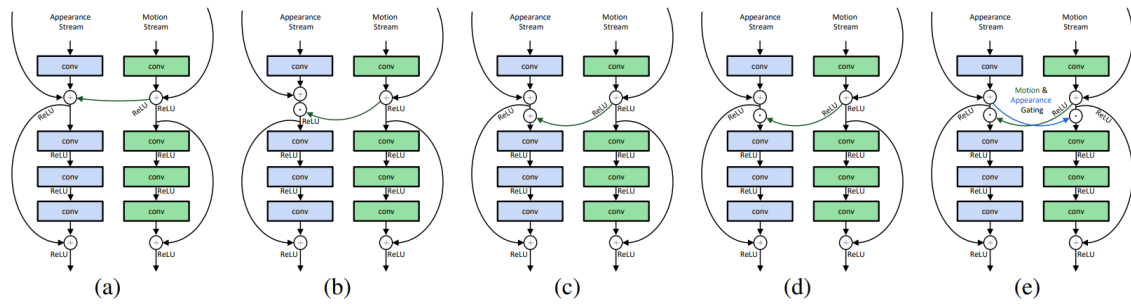 Appearance
Stream
Motion
Stream
conv
conv
ReLU
ReLU
ReLU
conv
conv
ReLU
ReLU
conv
conv
ReLU
ReLU
conv
conv
ReLU
ReLU
(a)
Appearance
Stream
Motion
Stream
conv
conv
ReLU
ReLU
ReLU
conv
conv
ReLU
ReLU
conv
conv
ReLU
ReLU
conv
conv
ReLU
ReLU
(b)
Appearance
Stream
Motion
Stream
conv
conv
ReLU
ReLU
ReLU
conv
conv
ReLU
ReLU
conv
conv
ReLU
ReLU
conv
conv
ReLU
ReLU
(c)
Appearance
Stream
Motion
Stream
conv
conv
ReLU
ReLU
ReLU
conv
conv
ReLU
ReLU
conv
conv
ReLU
ReLU
conv
conv
ReLU
ReLU
(d)
Appearance
Stream
Motion
Stream
conv
conv
Motion &
Appearance
Gating
ReLU
ReLU
ReLU
conv
conv
ReLU
ReLU
conv
conv
ReLU
ReLU
conv
conv
ReLU
ReLU
(e)